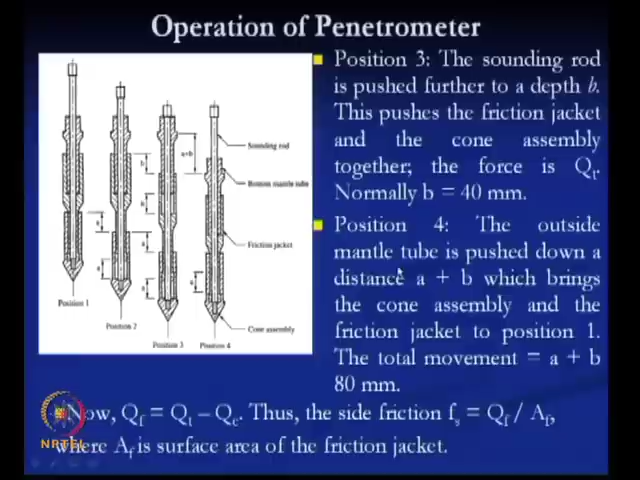 Operation of Penetrometer
Position 3: The sounding rod
is pushed further to a depth b.
This pushes the friction jacket
and the cone assembly
together; the force is Qt.
Normally b = 40 mm.
Position 4: The outside
mantle tube is pushed down a
distance a + b which brings
the cone assembly and the
friction jacket to position 1.
The total movement = a + b
80 mm.
Now, Qf = Qt – Qc. Thus, the side friction fs = Qf / Af,
where Af is surface area of the friction jacket.
Sounding rod
Bottom mantle tube
Friction jacket
Cone assembly
a+b
b
b
a
a
a
a
a
Position 1
Position 2
Position 3
Position 4
NPTEL